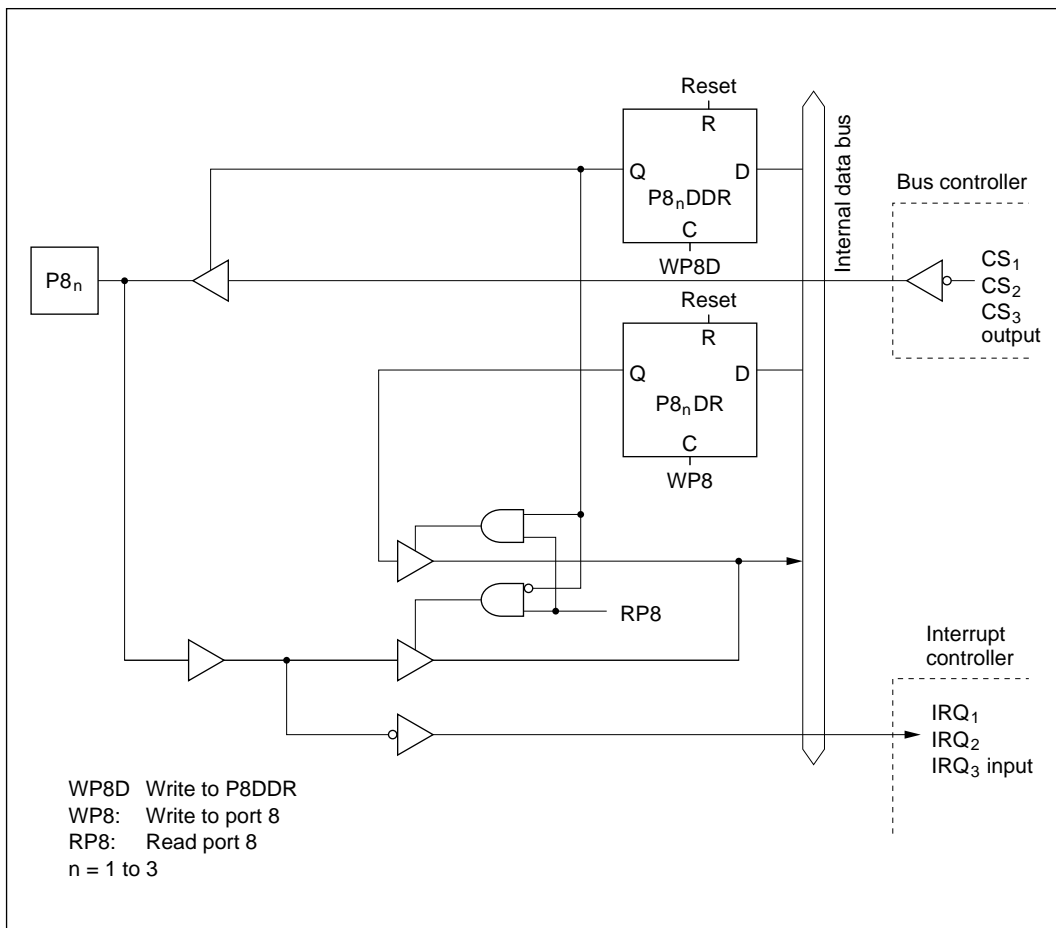 Reset
R
Q
D
P8nDDR
C
WP8D
Internal data bus
Bus controller
CS1
CS2
CS3
output
P8n
Reset
R
Q
D
P8nDR
C
WP8
RP8
Interrupt
controller
IRQ1
IRQ2
IRQ3 input
WP8D Write to P8DDR
WP8: Write to port 8
RP8: Read port 8
n = 1 to 3